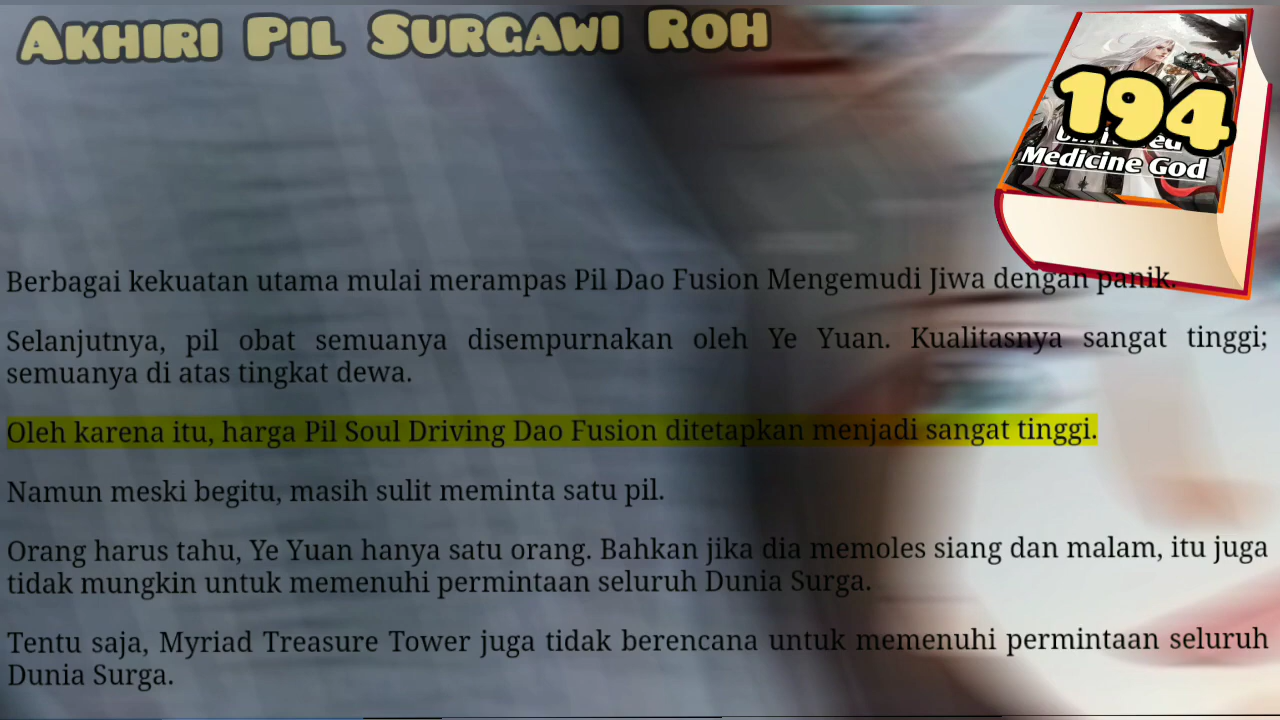 Akhiri Pil Surgawi Roh
194
Medicine God
Berbagai kekuatan utama mulai merampas Pil Dao Fusion Mengemudi Jiwa dengan panik.
Selanjutnya, pil obat semuanya disempurnakan oleh Ye Yuan. Kualitasnya sangat tinggi;
semuanya di atas tingkat dewa.
Oleh karena itu, harga Pil Soul Driving Dao Fusion ditetapkan menjadi sangat tinggi.
Namun meski begitu, masih sulit meminta satu pil.
Orang harus tahu, Ye Yuan hanya satu orang. Bahkan jika dia memoles siang dan malam, itu juga
tidak mungkin untuk memenuhi permintaan seluruh Dunia Surga.
Tentu saja, Myriad Treasure Tower juga tidak berencana untuk memenuhi permintaan seluruh
Dunia Surga.